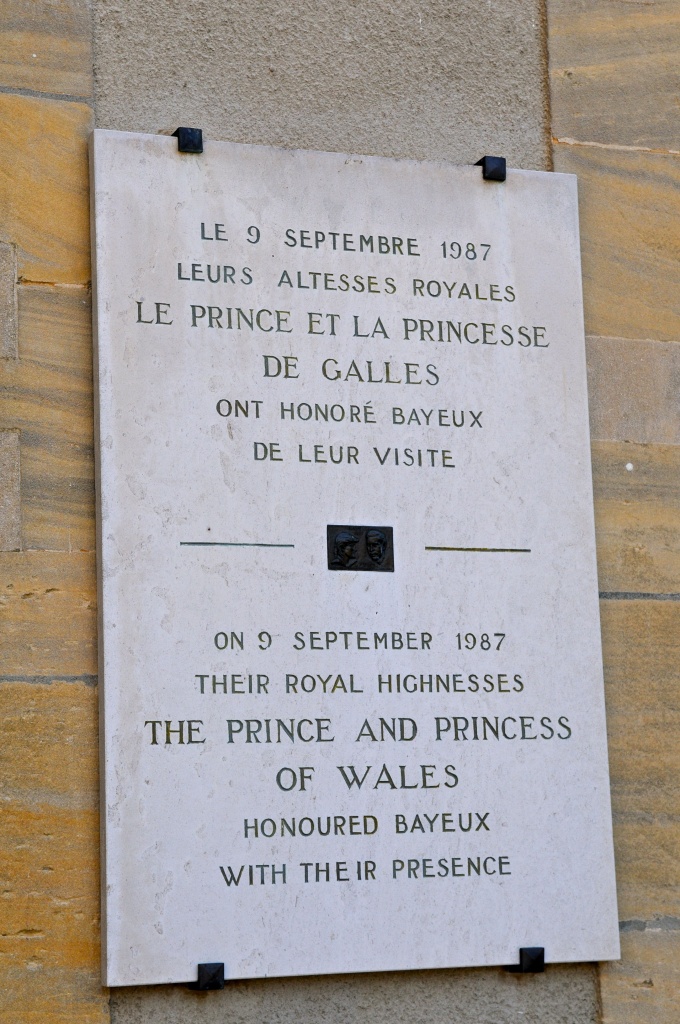 LE 9 SEPTEMBRE 1987
LEURS ALTESSES ROYALES
LE PRINCE ET LA PRINCESSE
DE GALLES
ONT HONORÉ BAYEUX
DE LEUR VISITE
ON 9 SEPTEMBER 1987
THEIR ROYAL HIGHNESSES
THE PRINCE AND PRINCESS
OF WALES
HONOURED BAYEUX
WITH THEIR PRESENCE